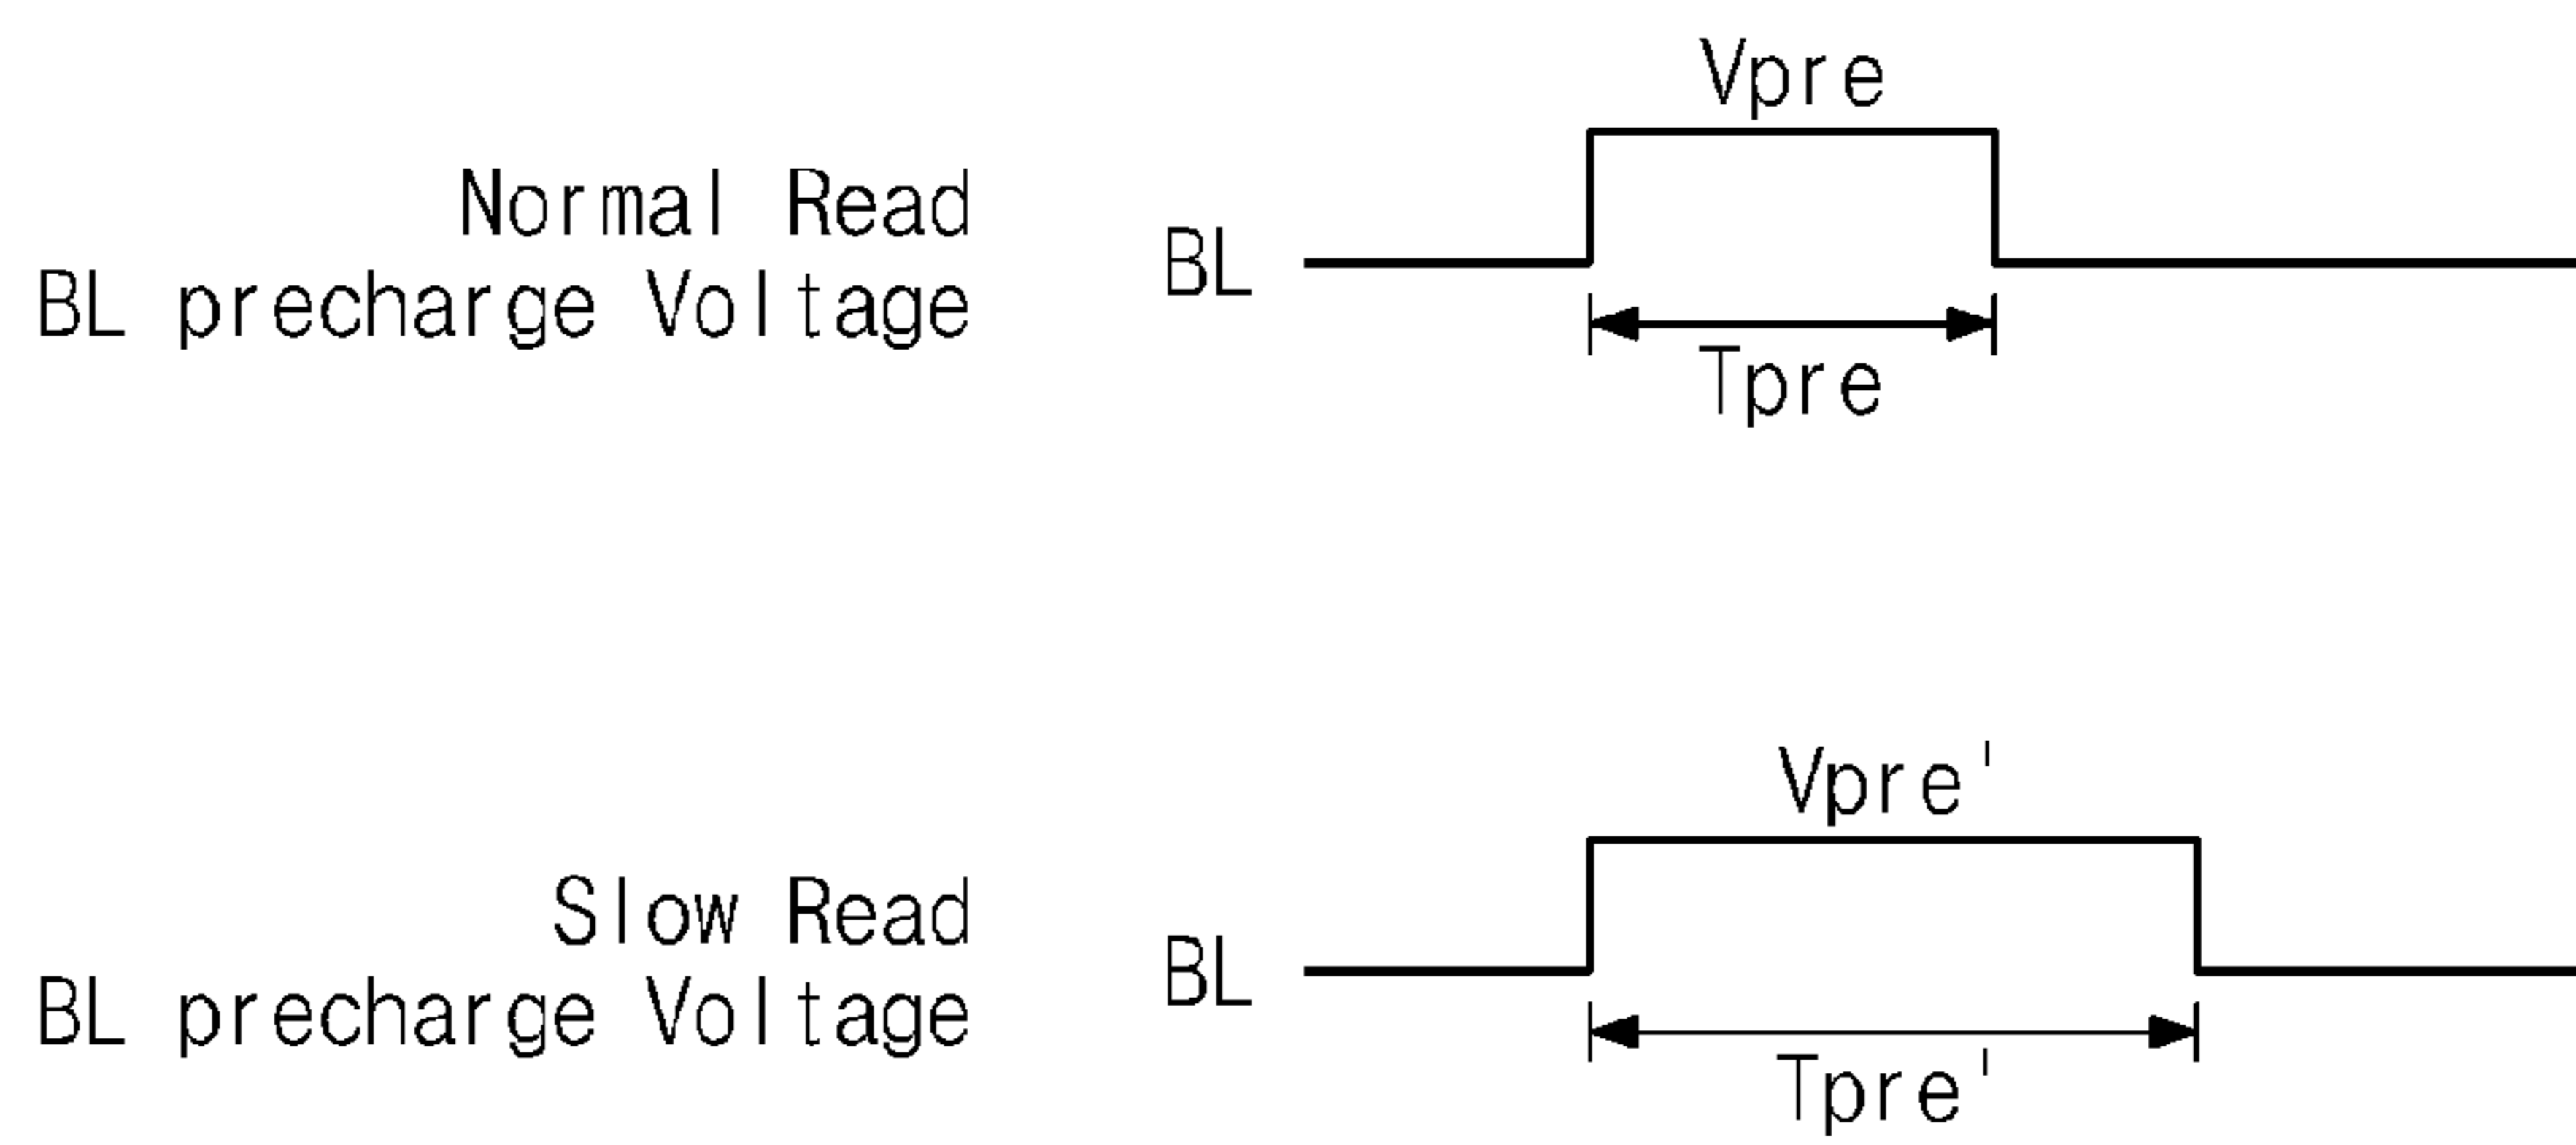 Vpre
Normal Read
BL precharge Voltage
BL
Tpre
Vpre'
Slow Read
BL precharge Voltage
BL
Tpre'